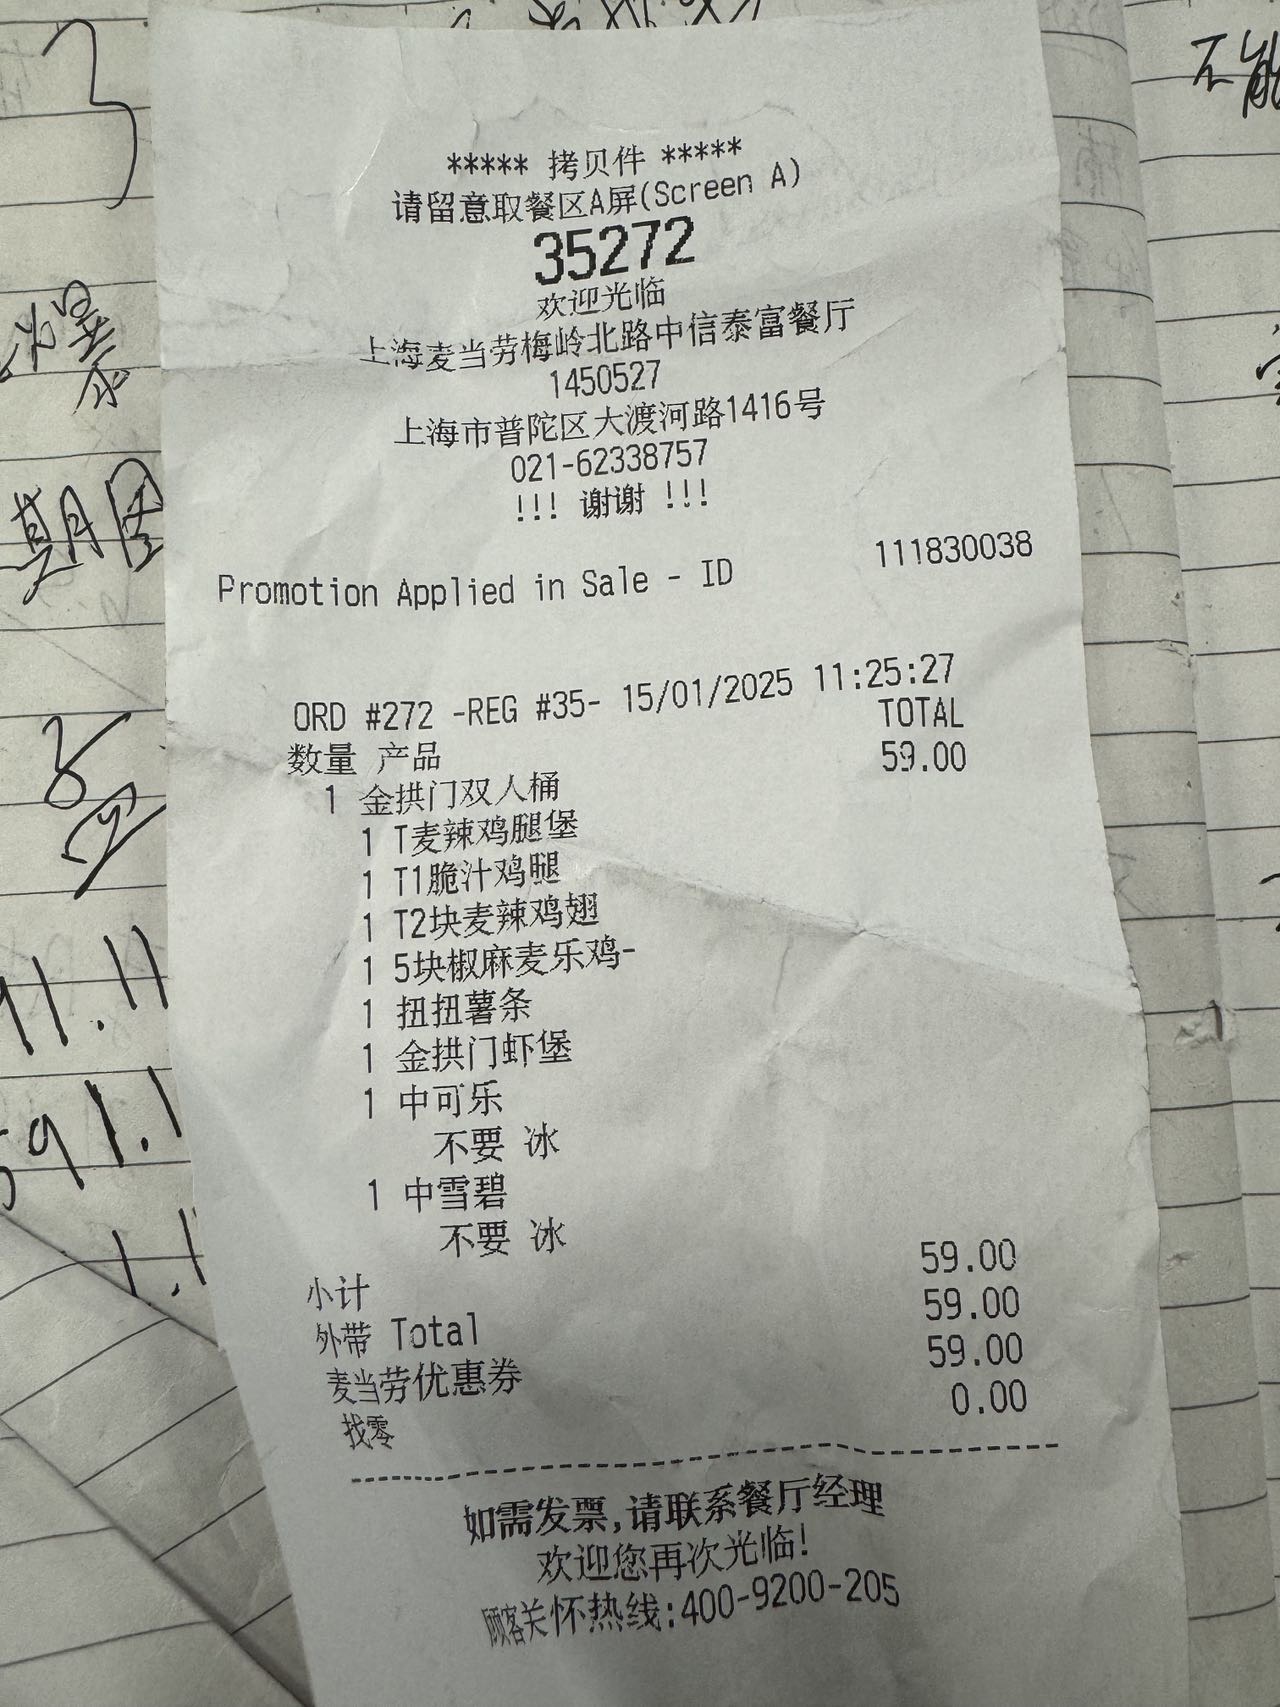 ***** 拷贝件 *****
请留意取餐区A屏(Screen A)
35272
欢迎光临
上海麦当劳梅岭北路中信泰富餐厅
1450527
上海市普陀区大渡河路1416号
021-62338757
!!! 谢谢 !!!
Promotion Applied in Sale - ID 111830038
ORD #272 -REG #35- 15/01/2025 11:25:27
数量 产品 TOTAL
1 金拱门双人桶 59.00
1 T麦辣鸡腿堡
1 T1脆汁鸡腿
1 T2块麦辣鸡翅
1 5块椒麻麦乐鸡-
1 扭扭薯条
1 金拱门虾堡
1 中可乐
不要 冰
1 中雪碧
不要 冰
小计 59.00
外带 Total 59.00
麦当劳优惠券 59.00
找零 0.00
如需发票,请联系餐厅经理
欢迎您再次光临!
顾客关怀热线:400-9200-205
不能
11.11
91.1
1.1